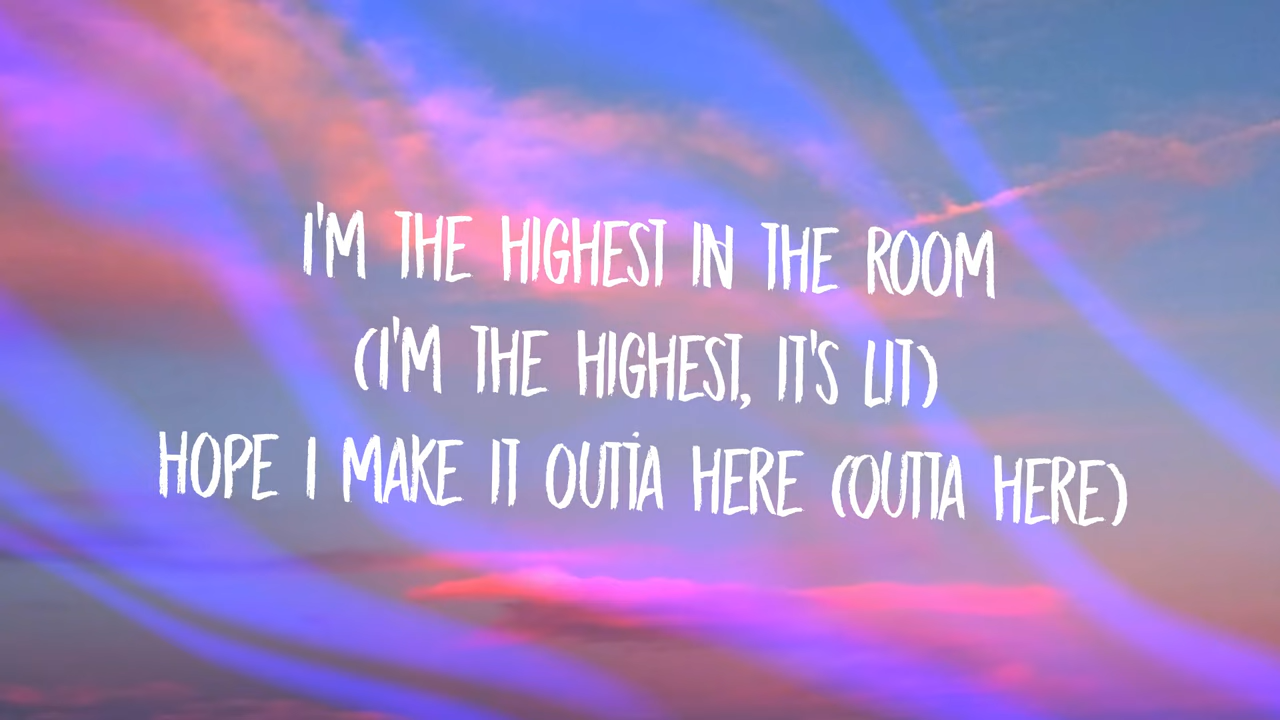 I'M THE HIGHEST IN THE ROOM
(I'M THE HIGHEST, IT'S LIT)
HOPE I MAKE IT OUTTA HERE (OUTTA HERE)